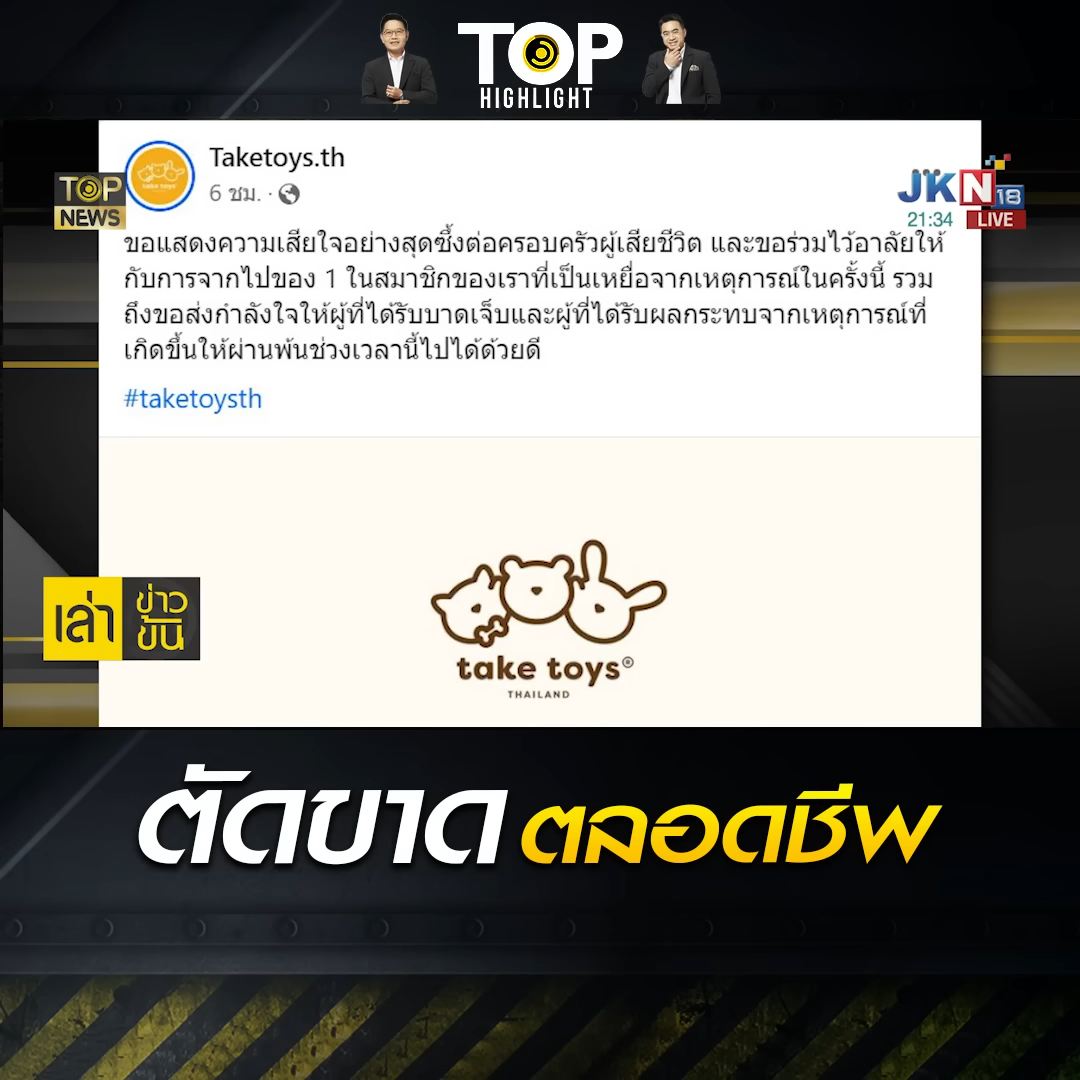 TOP
HIGHLIGHT
Taketoys.th
6 ชม. ·
TOP
NEWS
JKN18
21:34 LIVE
ขอแสดงความเสียใจอย่างสุดซึ้งต่อครอบครัวผู้เสียชีวิต และขอร่วมไว้อาลัยให้
กับการจากไปของ 1 ในสมาชิกของเราที่เป็นเหยื่อจากเหตุการณ์ในครั้งนี้ รวม
ถึงขอส่งกำลังใจให้ผู้ที่ได้รับบาดเจ็บและผู้ที่ได้รับผลกระทบจากเหตุการณ์ที่
เกิดขึ้นให้ผ่านพ้นช่วงเวลานี้ไปได้ด้วยดี
#taketoysth
เล่า ข่าว
ข้น
take toys®
THAILAND
ตัดขาด ตลอดชีพ